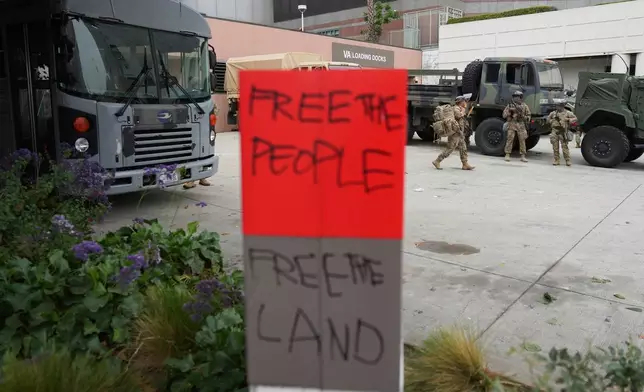 VA LOADING DOCKS
FREE THE
PEOPLE
FREE THE
LAND